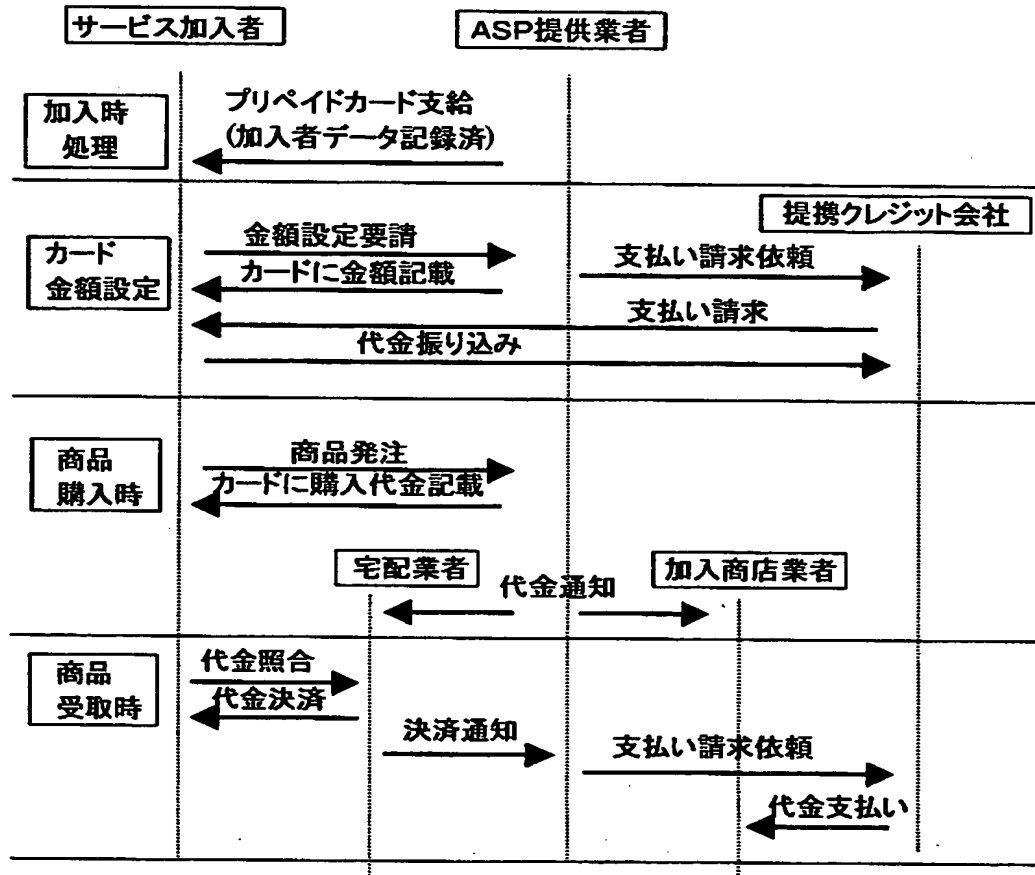 サービス加入者
ASP提供業者
加入時
処理
プリペイドカード支給
(加入者データ記録済)
提携クレジット会社
カード
金額設定
金額設定要請
支払い請求依頼
カードに金額記載
支払い請求
代金振り込み
商品
購入時
商品発注
カードに購入代金記載
宅配業者
加入商店業者
代金通知
商品
受取時
代金照合
代金決済
決済通知
支払い請求依頼
代金支払い